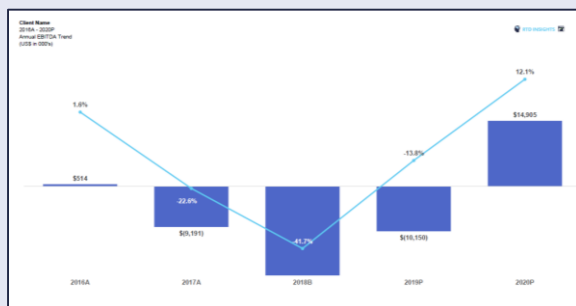 Client Name
2016A - 2020P
Annual EBITDA Trend
(US$ in 000's)
INSIGHTS
12.1%
1.6%
$14,905
-13.8%
$514
-22.6%
$(9,191)
-41.7%
$(10,150)
2016A
2017A
2018B
2019P
2020P